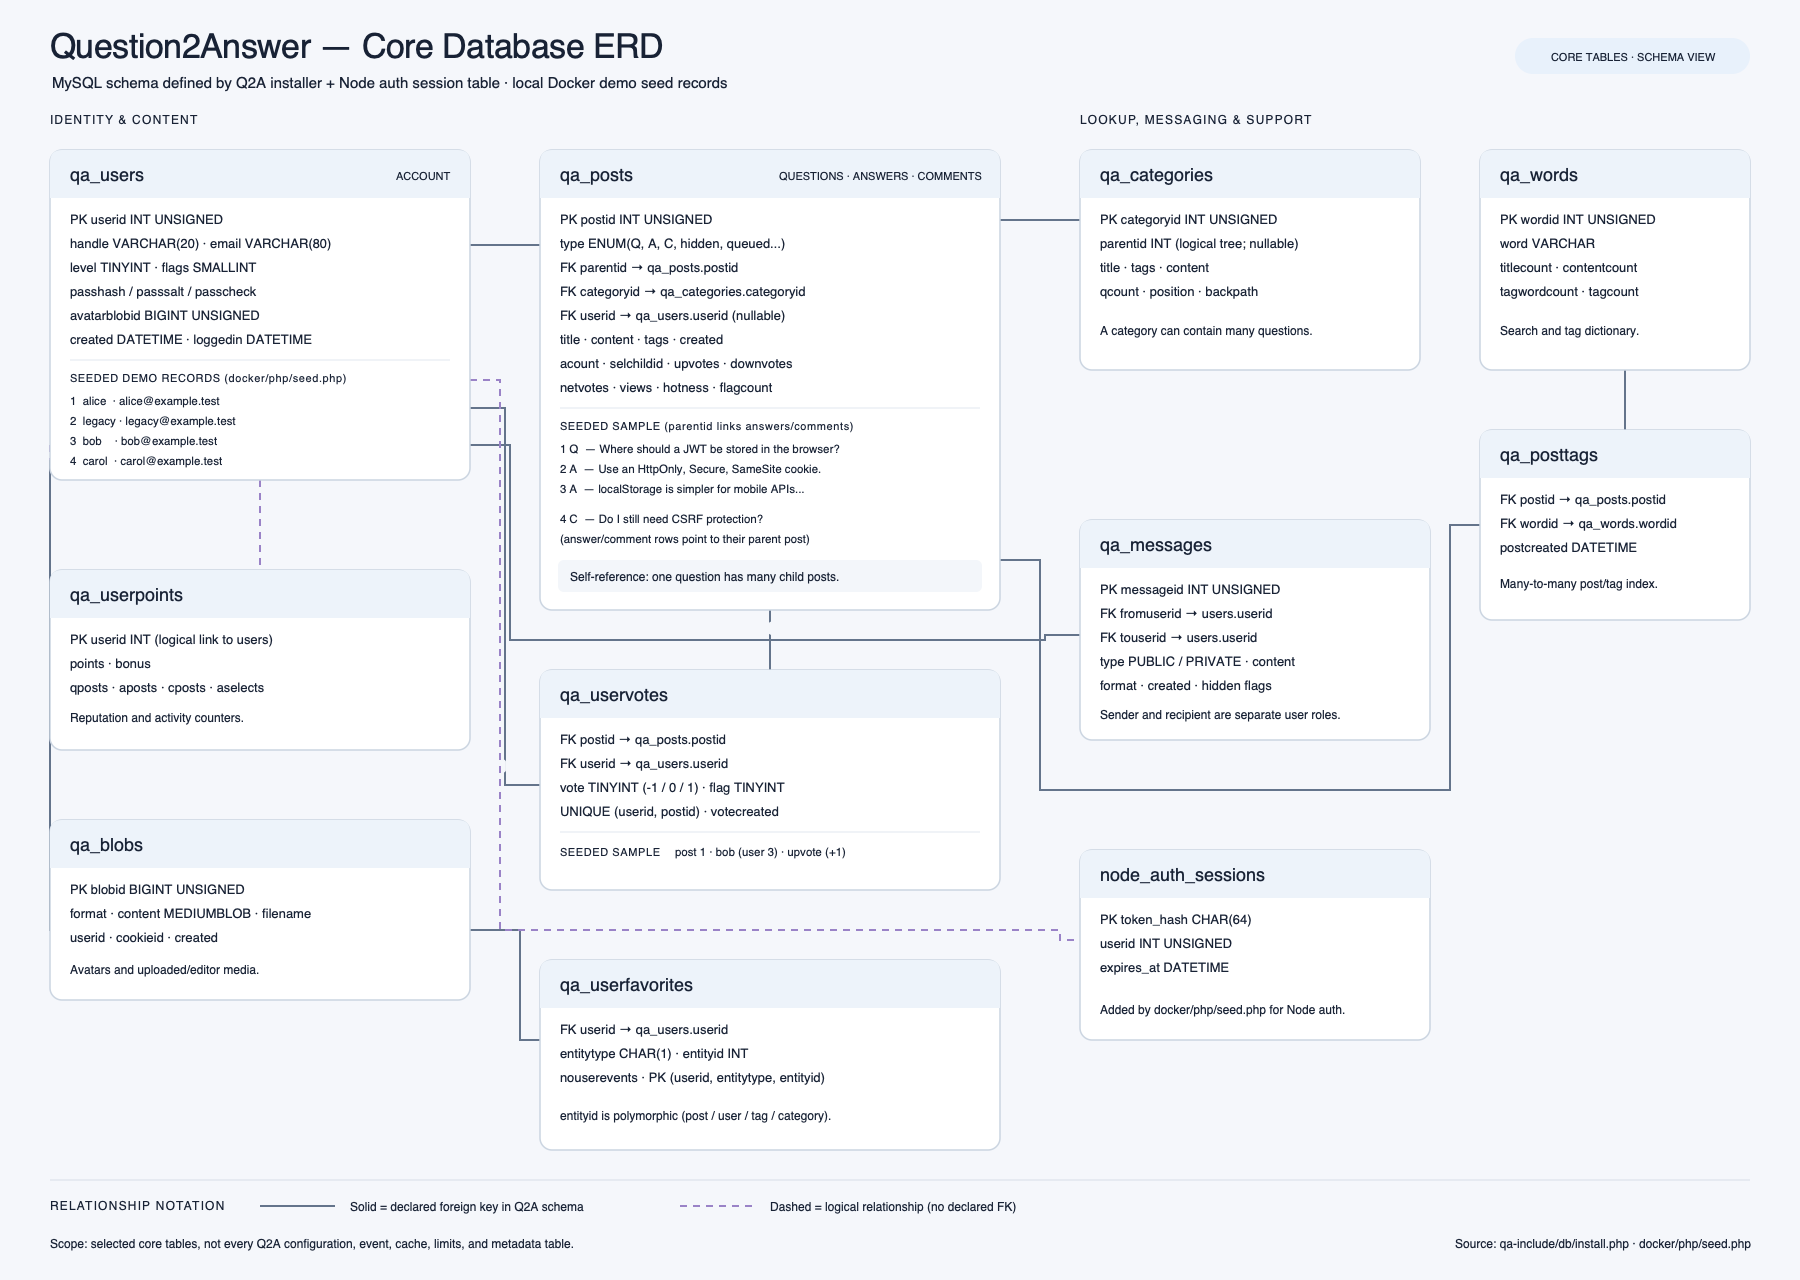 Question2Answer — Core Database ERD
MySQL schema defined by Q2A installer + Node auth session table · local Docker demo seed records
CORE TABLES · SCHEMA VIEW
IDENTITY & CONTENT
LOOKUP, MESSAGING & SUPPORT
qa_users
ACCOUNT
PK userid INT UNSIGNED
handle VARCHAR(20) · email VARCHAR(80)
level TINYINT · flags SMALLINT
passhash / passsalt / passcheck
avatarblobid BIGINT UNSIGNED
created DATETIME · loggedin DATETIME
SEEDED DEMO RECORDS (docker/php/seed.php)
1 alice · alice@example.test
2 legacy · legacy@example.test
3 bob · bob@example.test
4 carol · carol@example.test
qa_posts
QUESTIONS · ANSWERS · COMMENTS
PK postid INT UNSIGNED
type ENUM(Q, A, C, hidden, queued...)
FK parentid → qa_posts.postid
FK categoryid → qa_categories.categoryid
FK userid → qa_users.userid (nullable)
title · content · tags · created
acount · selchildid · upvotes · downvotes
netvotes · views · hotness · flagcount
SEEDED SAMPLE (parentid links answers/comments)
1 Q — Where should a JWT be stored in the browser?
2 A — Use an HttpOnly, Secure, SameSite cookie.
3 A — localStorage is simpler for mobile APIs...
4 C — Do I still need CSRF protection?
(answer/comment rows point to their parent post)
Self-reference: one question has many child posts.
qa_categories
PK categoryid INT UNSIGNED
parentid INT (logical tree; nullable)
title · tags · content
qcount · position · backpath
A category can contain many questions.
qa_words
PK wordid INT UNSIGNED
word VARCHAR
titlecount · contentcount
tagwordcount · tagcount
Search and tag dictionary.
qa_posttags
FK postid → qa_posts.postid
FK wordid → qa_words.wordid
postcreated DATETIME
Many-to-many post/tag index.
qa_messages
PK messageid INT UNSIGNED
FK fromuserid → users.userid
FK touserid → users.userid
type PUBLIC / PRIVATE · content
format · created · hidden flags
Sender and recipient are separate user roles.
qa_userpoints
PK userid INT (logical link to users)
points · bonus
qposts · aposts · cposts · aselects
Reputation and activity counters.
qa_uservotes
FK postid → qa_posts.postid
FK userid → qa_users.userid
vote TINYINT (-1 / 0 / 1) · flag TINYINT
UNIQUE (userid, postid) · votecreated
SEEDED SAMPLE post 1 · bob (user 3) · upvote (+1)
qa_blobs
PK blobid BIGINT UNSIGNED
format · content MEDIUMBLOB · filename
userid · cookieid · created
Avatars and uploaded/editor media.
node_auth_sessions
PK token_hash CHAR(64)
userid INT UNSIGNED
expires_at DATETIME
Added by docker/php/seed.php for Node auth.
qa_userfavorites
FK userid → qa_users.userid
entitytype CHAR(1) · entityid INT
nouserevents · PK (userid, entitytype, entityid)
entityid is polymorphic (post / user / tag / category).
RELATIONSHIP NOTATION
Solid = declared foreign key in Q2A schema
Dashed = logical relationship (no declared FK)
Scope: selected core tables, not every Q2A configuration, event, cache, limits, and metadata table.
Source: qa-include/db/install.php · docker/php/seed.php